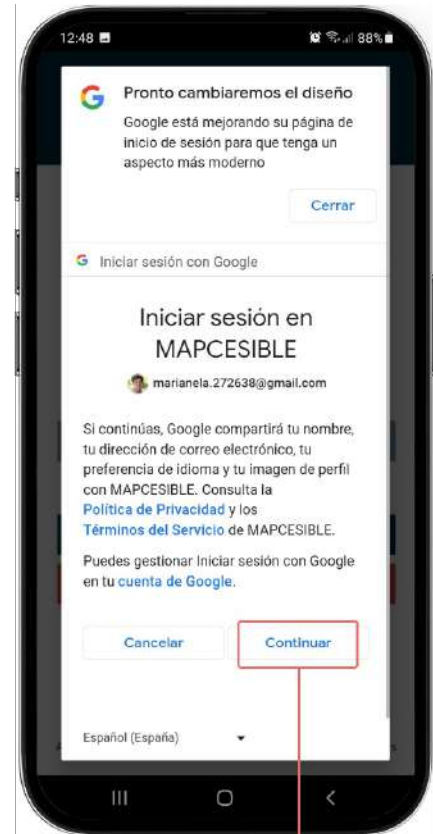 12:48 88%
Pronto cambiaremos el diseño
Google está mejorando su página de
inicio de sesión para que tenga un
aspecto más moderno
Cerrar
Iniciar sesión con Google
Iniciar sesión en
MAPCESIBLE
marianela.272638@gmail.com
Si continúas, Google compartirá tu nombre,
tu dirección de correo electrónico, tu
preferencia de idioma y tu imagen de perfil
con MAPCESIBLE. Consulta la
Política de Privacidad y los
Términos del Servicio de MAPCESIBLE.
Puedes gestionar Iniciar sesión con Google
en tu cuenta de Google.
Cancelar Continuar
Español (España)